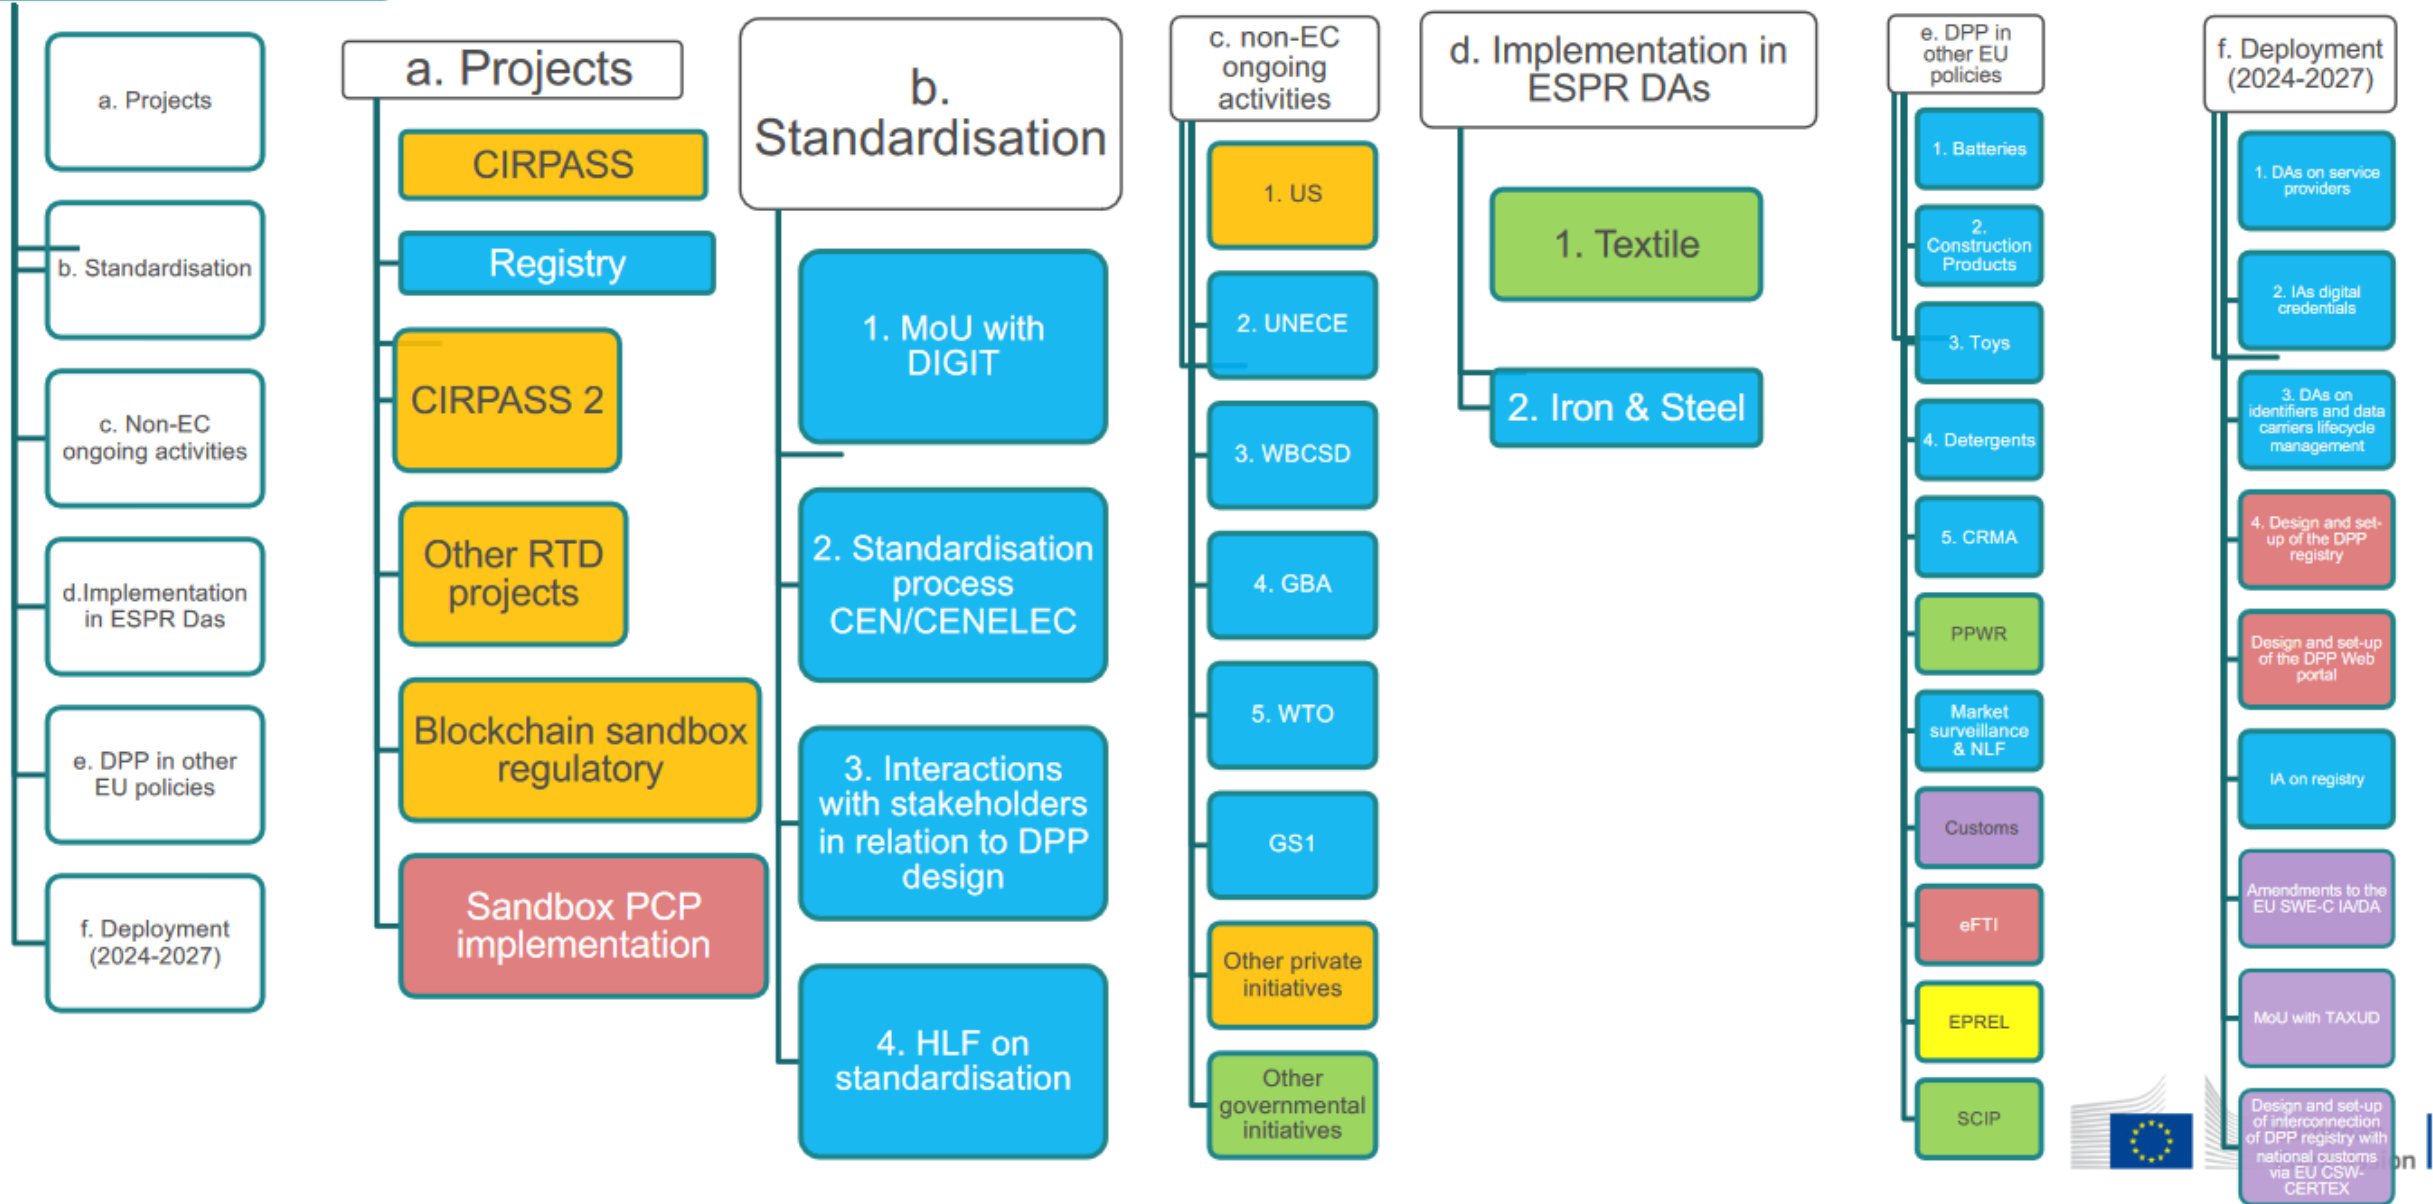 a. Projects
b. Standardisation
c. Non-EC
ongoing activities
d.Implementation
in ESPR Das
e. DPP in other
EU policies
f. Deployment
(2024-2027)
a. Projects
CIRPASS
Registry
CIRPASS 2
Other RTD
projects
Blockchain sandbox
regulatory
Sandbox PCP
implementation
b.
Standardisation
1. MoU with
DIGIT
2. Standardisation
process
CEN/CENELEC
3. Interactions
with stakeholders
in relation to DPP
design
4. HLF on
standardisation
c. non-EC
ongoing
activities
1. US
2. UNECE
3. WBCSD
4. GBA
5. WTO
GS1
Other private
initiatives
Other
governmental
initiatives
d. Implementation in
ESPR DAs
1. Textile
2. Iron & Steel
e. DPP in
other EU
policies
1. Batteries
2.
Construction
Products
3. Toys
4. Detergents
5. CRMA
PPWR
Market
surveillance
& NLF
Customs
eFTI
EPREL
SCIP
f. Deployment
(2024-2027)
1. DAs on service
providers
2. IAs digital
credentials
3. DAs on
identifiers and data
carriers lifecycle
management
4. Design and set-
up of the DPP
registry
Design and set-up
of the DPP Web
portal
IA on registry
Amendments to the
EU SWE-C IA/DA
MoU with TAXUD
Design and set-up
of interconnection
of DPP registry with
national customs
via EU CSW-
CERTEX